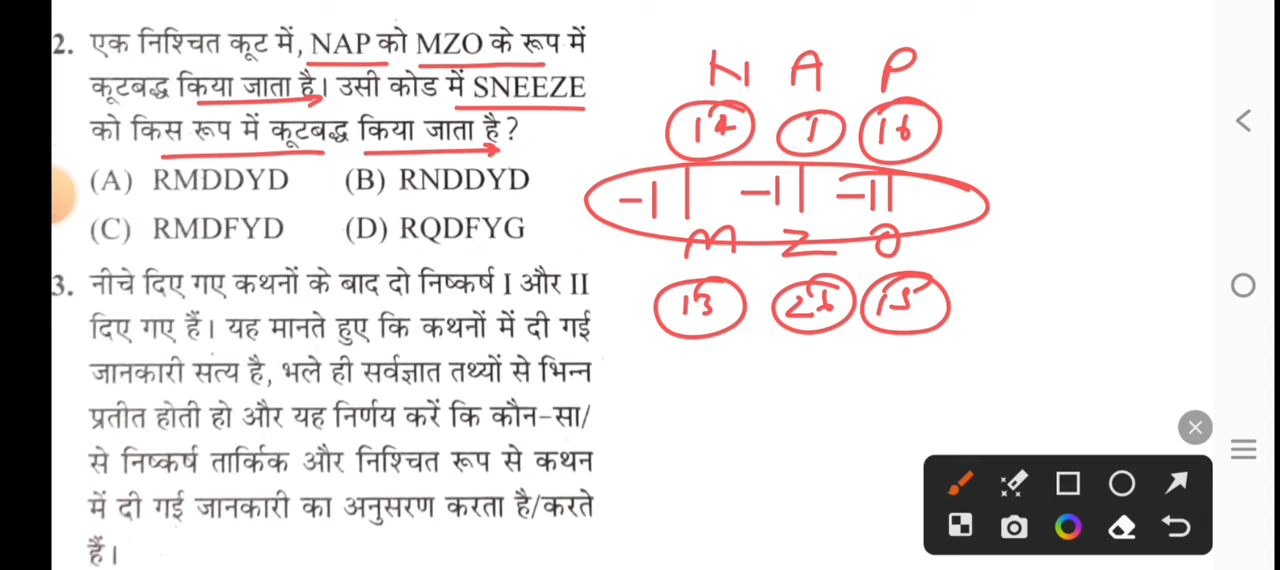 2. एक निश्चित कूट में, NAP को MZO के रूप में
कूटबद्ध किया जाता है। उसी कोड में SNEEZE
को किस रूप में कूटबद्ध किया जाता है?
(A) RMDDYD (B) RNDDYD
(C) RMDFYD (D) RQDFYG
3. नीचे दिए गए कथनों के बाद दो निष्कर्ष I और II
दिए गए हैं। यह मानते हुए कि कथनों में दी गई
जानकारी सत्य है, भले ही सर्वज्ञात तथ्यों से भिन्न
प्रतीत होती हो और यह निर्णय करें कि कौन-सा/
से निष्कर्ष तार्किक और निश्चित रूप से कथन
में दी गई जानकारी का अनुसरण करता है/करते
हैं।
N A P
14 1 16
-1 -1 -1
M Z O
13 26 15